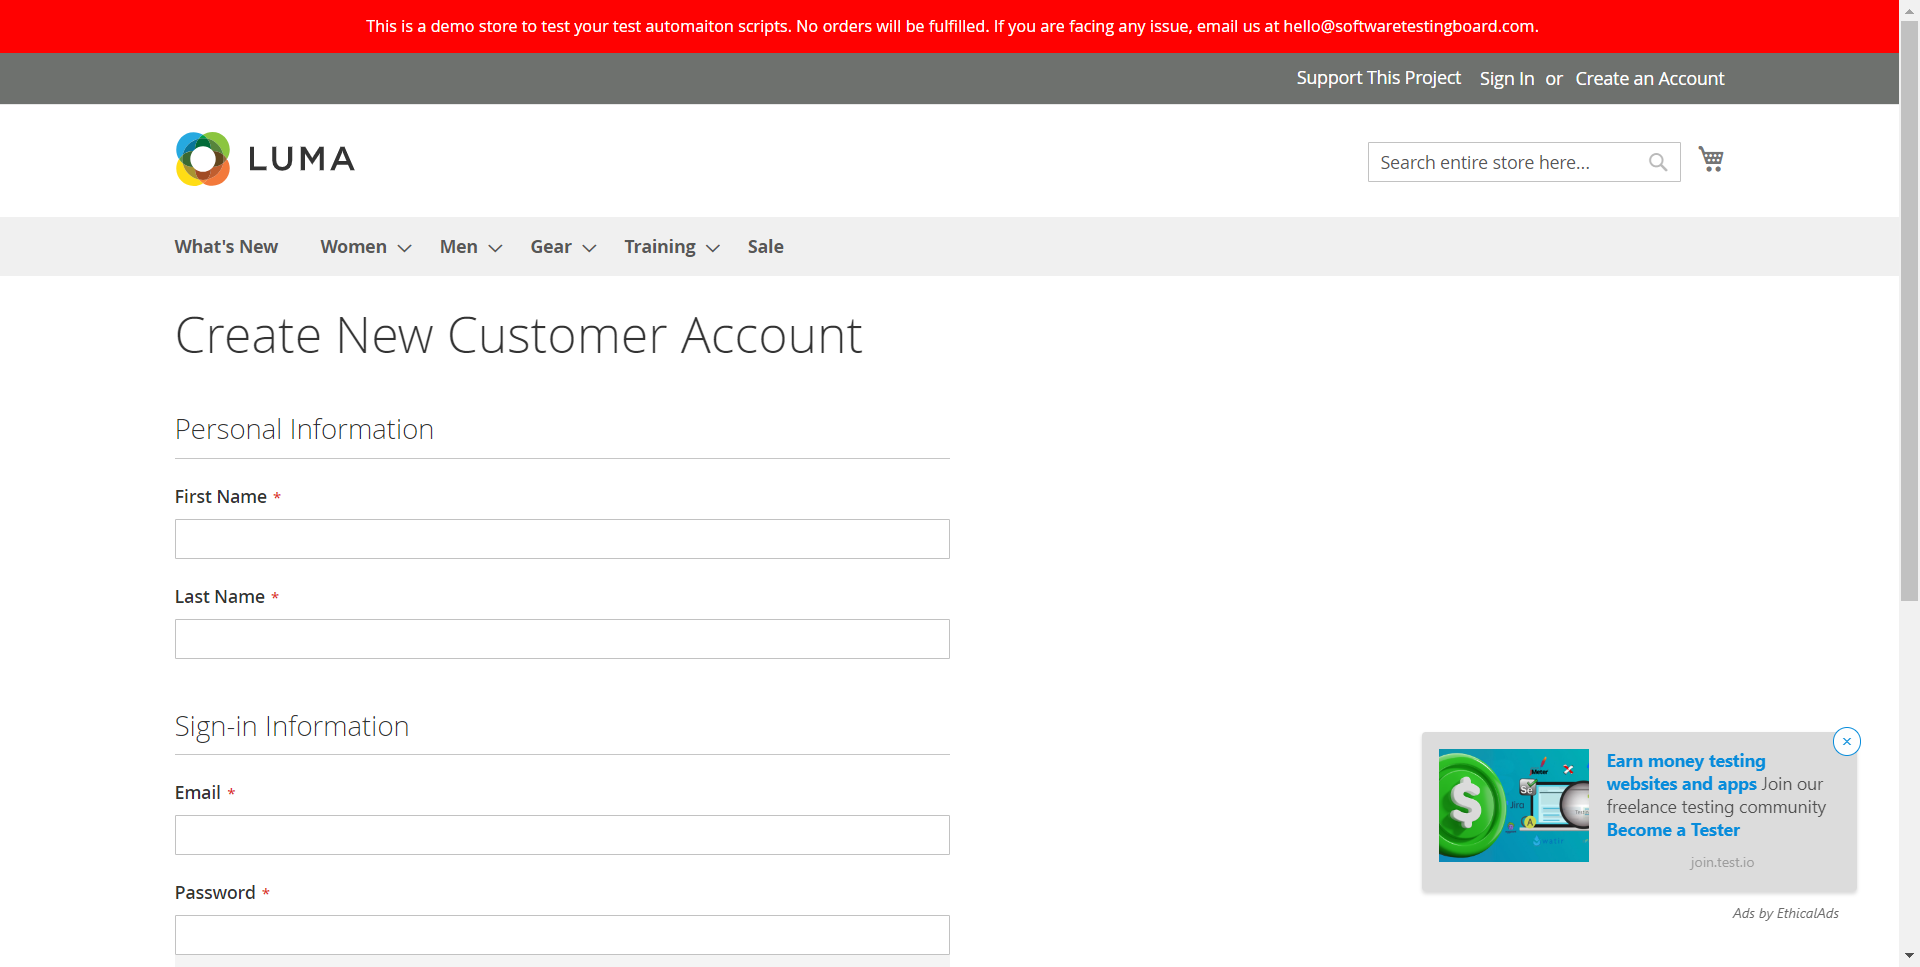 This is a demo store to test your test automaiton scripts. No orders will be fulfilled. If you are facing any issue, email us at hello@softwaretestingboard.com.
Support This Project Sign In or Create an Account
LUMA
Search entire store here...
What's New Women Men Gear Training Sale
Create New Customer Account
Personal Information
First Name *
Last Name *
Sign-in Information
Email *
Password *
Earn money testing
websites and apps Join our
freelance testing community
Become a Tester
join.test.io
Ads by EthicalAds
JMeter
Se
Jira